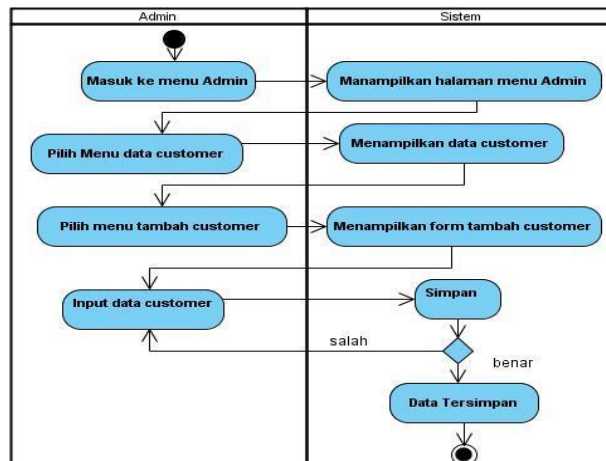 Admin
Sistem
Masuk ke menu Admin
Manampilkan halaman menu Admin
Pilih Menu data customer
Menampilkan data customer
Pilih menu tambah customer
Menampilkan form tambah customer
Input data customer
Simpan
salah
benar
Data Tersimpan